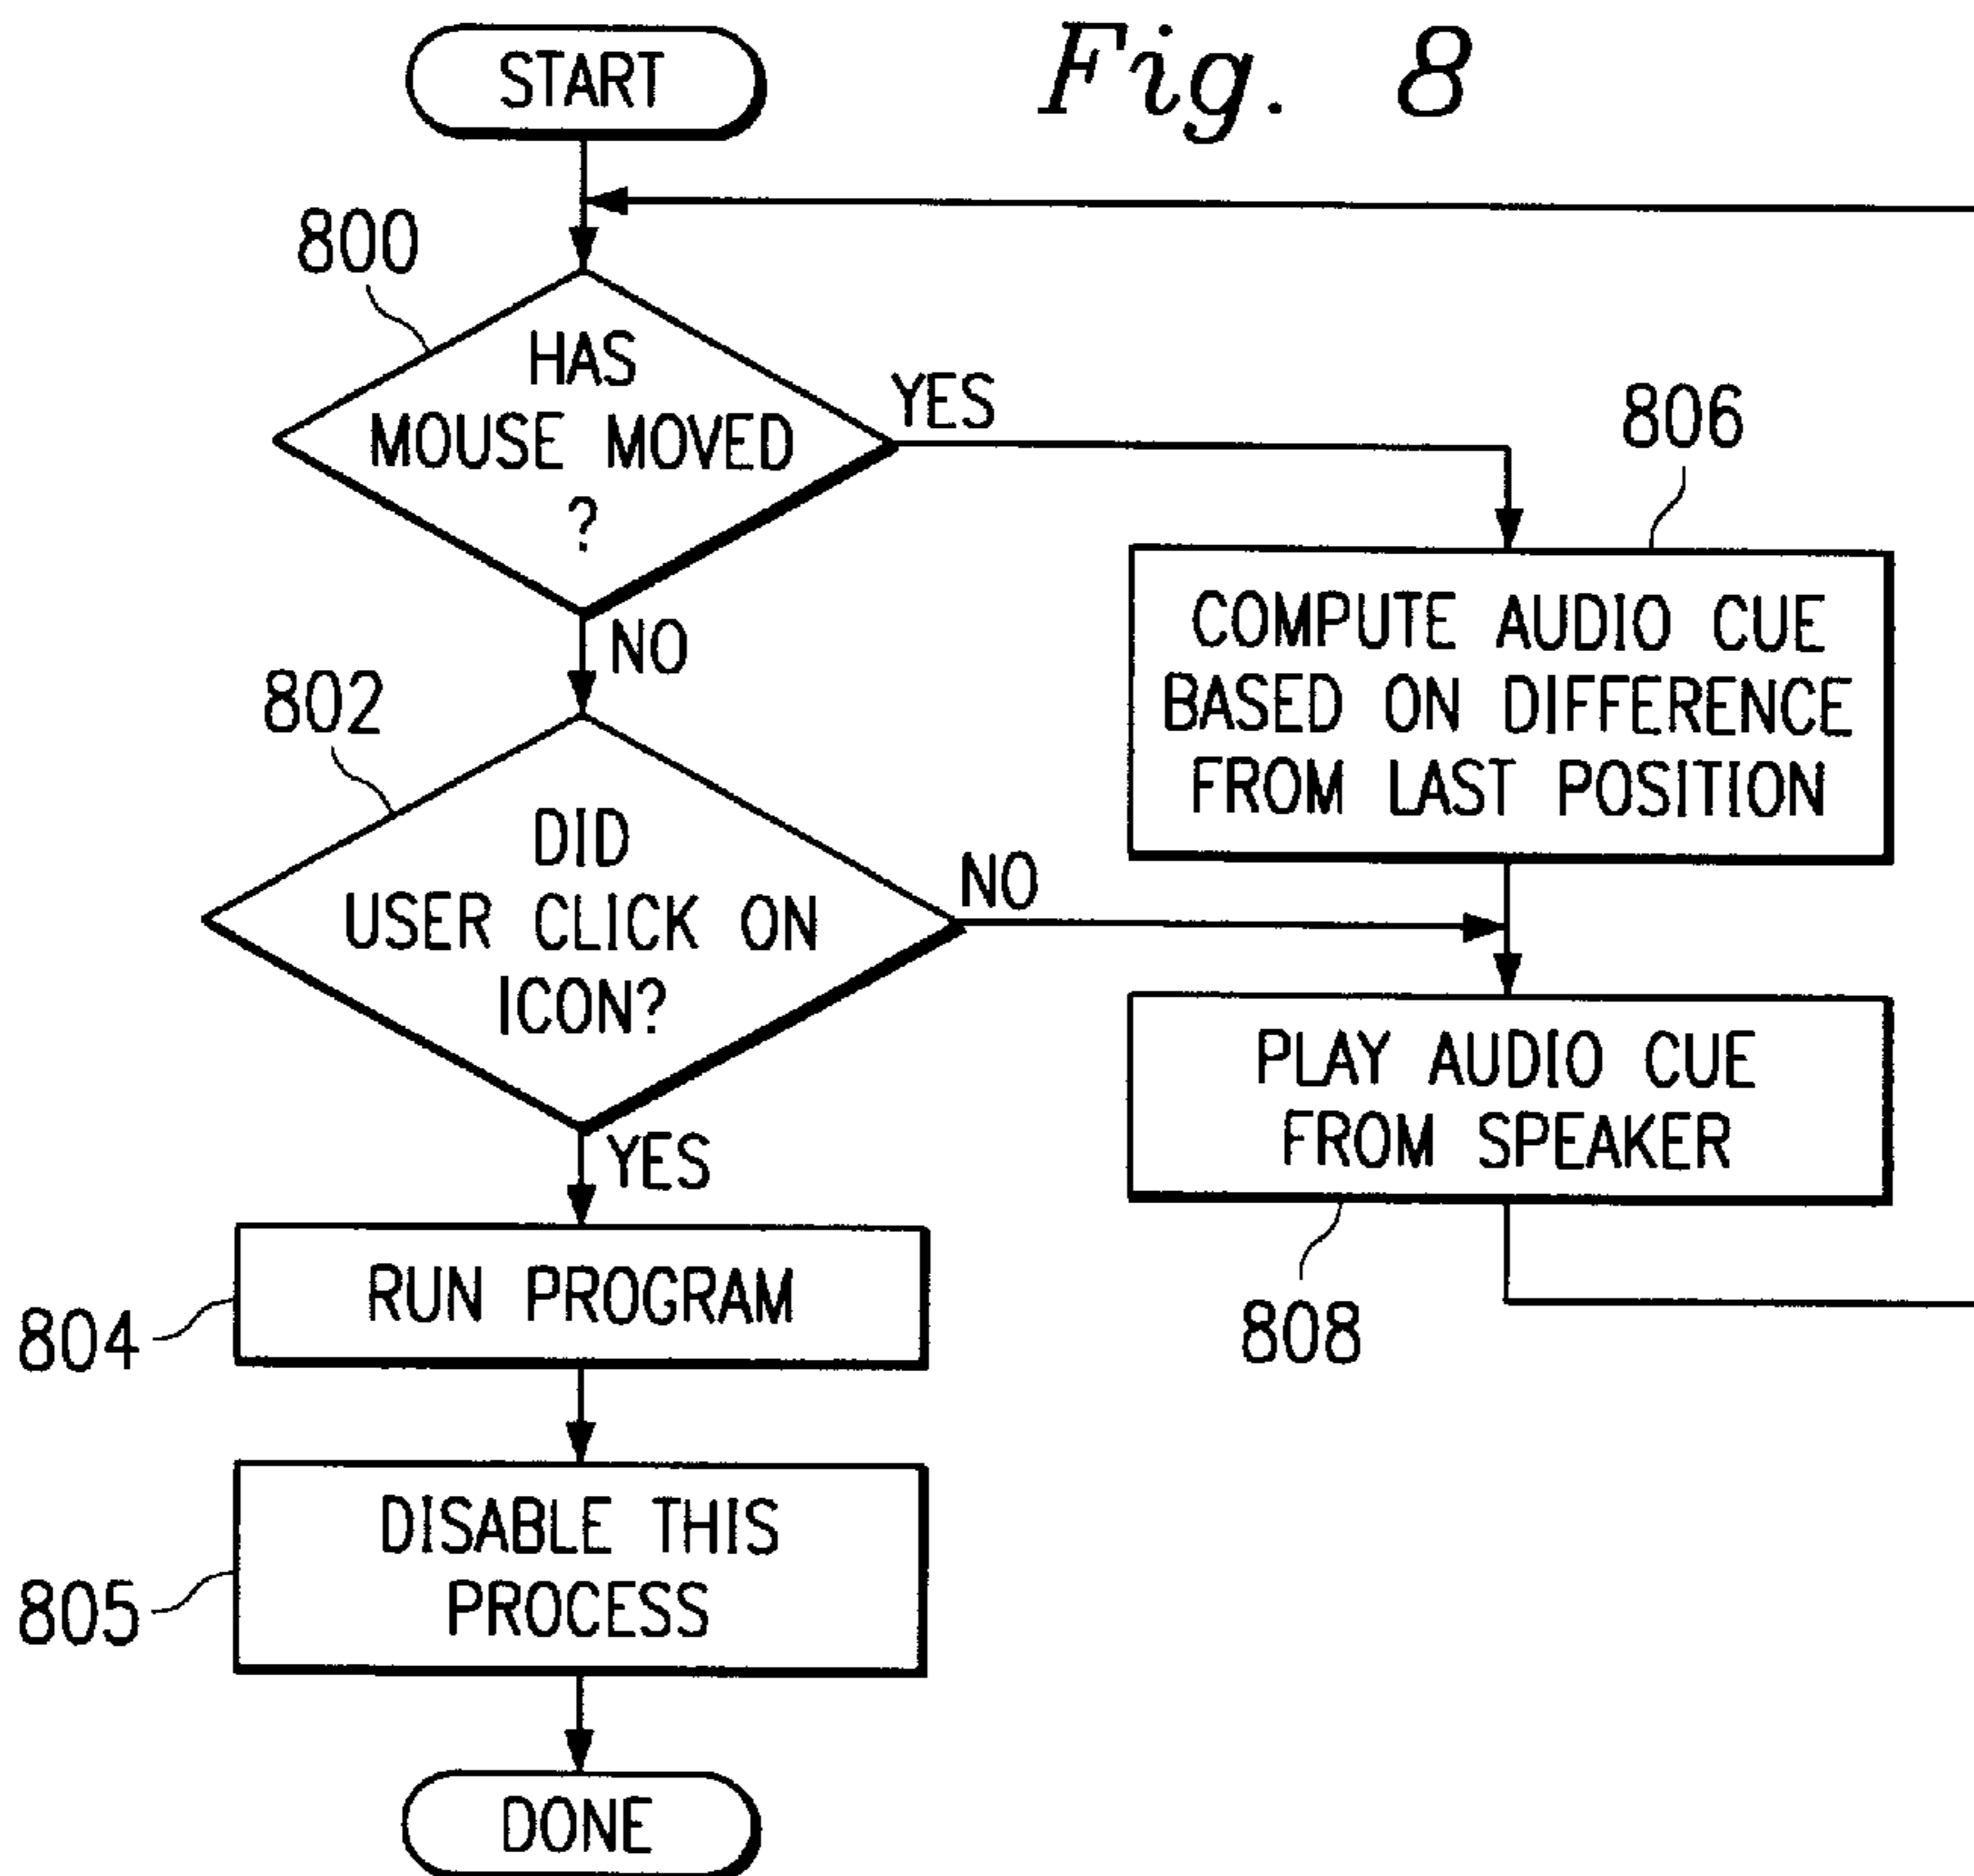 Fig. 8
START
800
HAS
MOUSE MOVED
?
YES
NO
806
COMPUTE AUDIO CUE
BASED ON DIFFERENCE
FROM LAST POSITION
802
DID
USER CLICK ON
ICON?
NO
YES
PLAY AUDIO CUE
FROM SPEAKER
808
RUN PROGRAM
804
DISABLE THIS
PROCESS
805
DONE